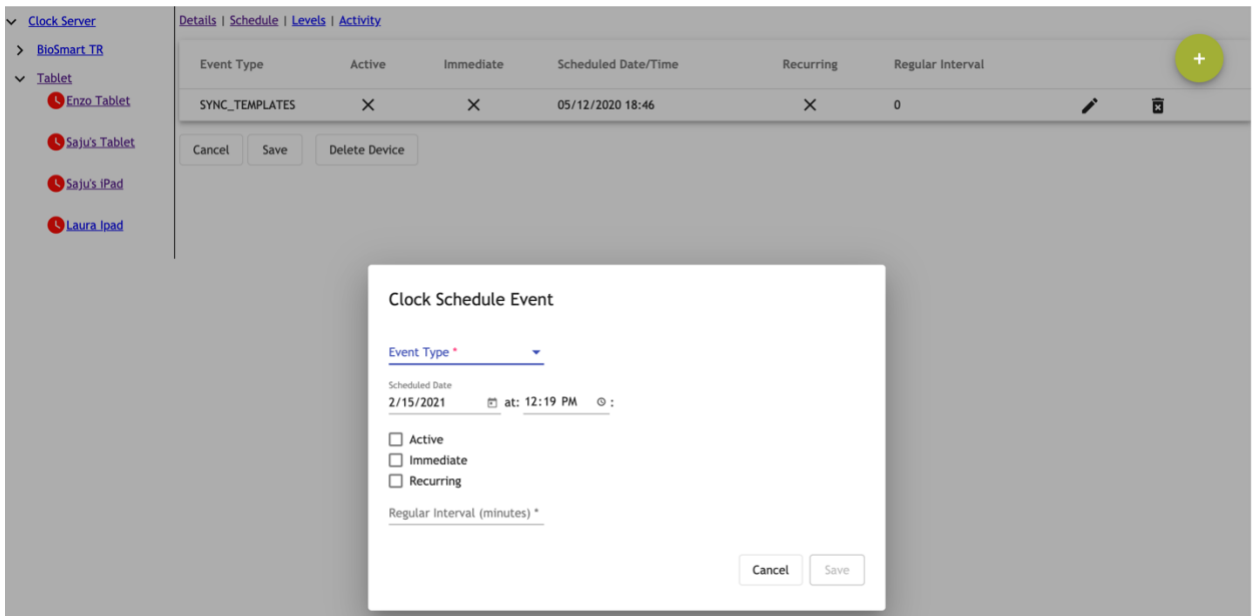 Clock Server
BioSmart TR
Tablet
Enzo Tablet
Saju's Tablet
Saju's iPad
Laura Ipad
Details | Schedule | Levels | Activity
Event Type Active Immediate Scheduled Date/Time Recurring Regular Interval
+
SYNC_TEMPLATES 05/12/2020 18:46 0
Cancel Save Delete Device
Clock Schedule Event
Event Type *
Scheduled Date
2/15/2021 at: 12:19 PM :
Active
Immediate
Recurring
Regular Interval (minutes) *
Cancel Save